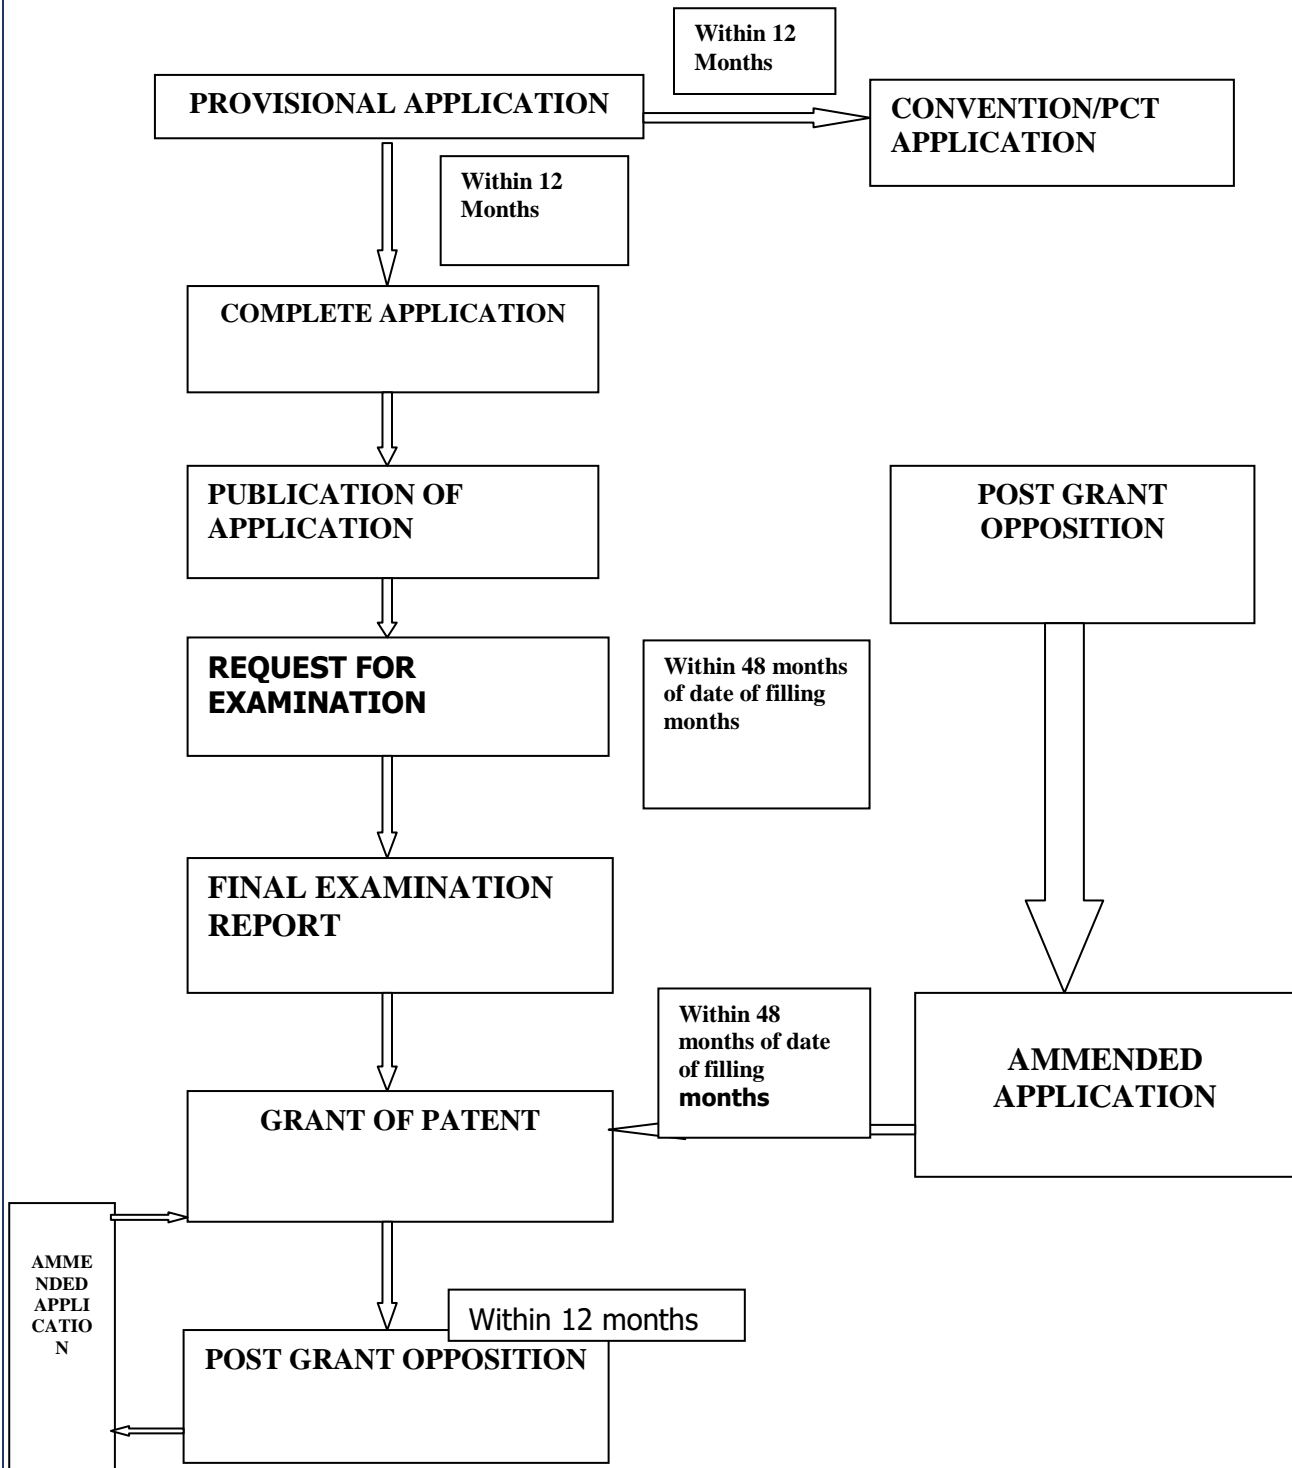 Within 12
Months
PROVISIONAL APPLICATION
CONVENTION/PCT
APPLICATION
Within 12
Months
COMPLETE APPLICATION
PUBLICATION OF
APPLICATION
POST GRANT
OPPOSITION
REQUEST FOR
EXAMINATION
Within 48 months
of date of filling
months
FINAL EXAMINATION
REPORT
Within 48
months of date
of filling
months
AMMENDED
APPLICATION
GRANT OF PATENT
AMME
NDED
APPLI
CATIO
N
Within 12 months
POST GRANT OPPOSITION